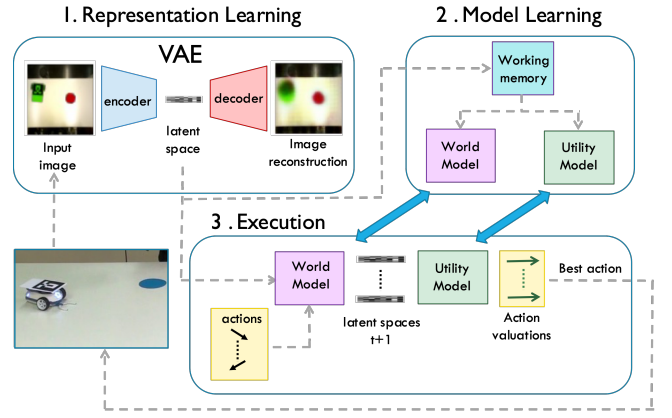 1. Representation Learning
2 . Model Learning
VAE
encoder
decoder
Input
image
latent
space
Image
reconstruction
Working
memory
World
Model
Utility
Model
3 . Execution
World
Model
actions
latent spaces
t+1
Utility
Model
Action
valuations
Best action